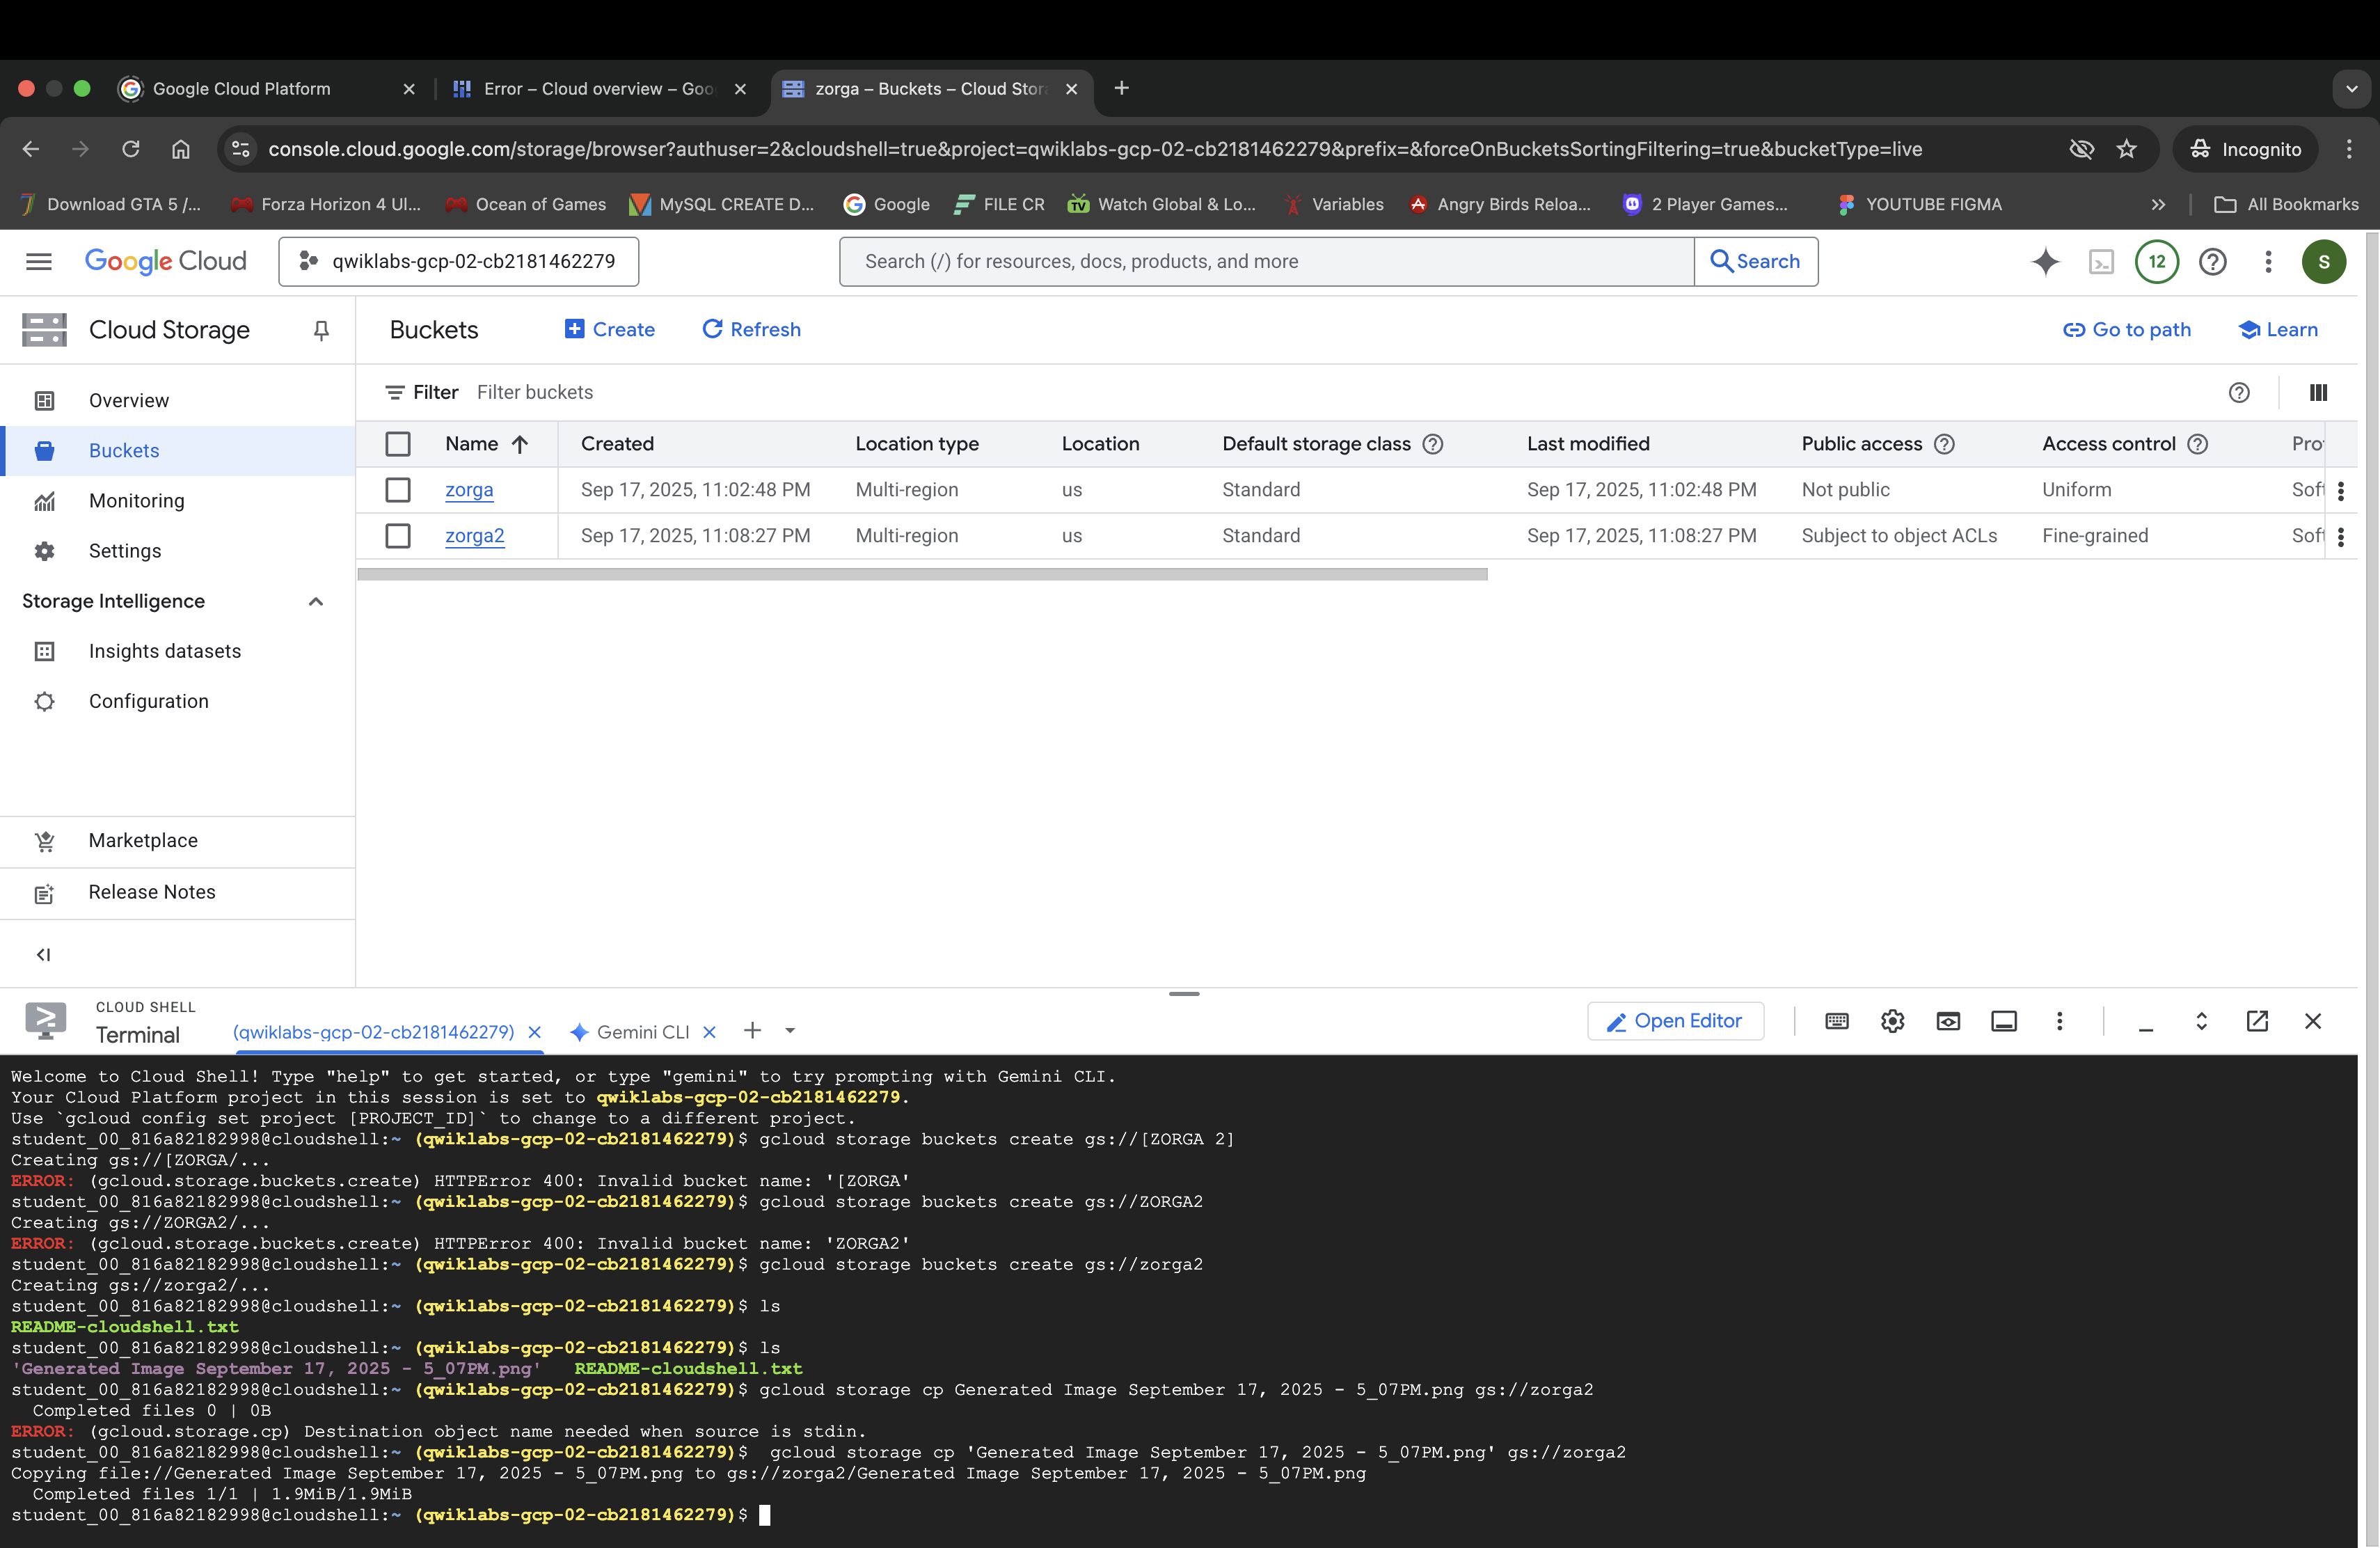 Google Cloud Platform
Error – Cloud overview – Goo
zorga – Buckets – Cloud Stor
console.cloud.google.com/storage/browser?authuser=2&cloudshell=true&project=qwiklabs-gcp-02-cb2181462279&prefix=&forceOnBucketsSortingFiltering=true&bucketType=live
Incognito
Download GTA 5 /...
Forza Horizon 4 Ul...
Ocean of Games
MySQL CREATE D...
Google
FILE CR
Watch Global & Lo...
Variables
Angry Birds Reloa...
2 Player Games...
YOUTUBE FIGMA
All Bookmarks
Google Cloud
qwiklabs-gcp-02-cb2181462279
Search (/) for resources, docs, products, and more
Search
12
S
Cloud Storage
Buckets
Create
Refresh
Go to path
Learn
Overview
Buckets
Monitoring
Settings
Storage Intelligence
Insights datasets
Configuration
Marketplace
Release Notes
Filter Filter buckets
Name Created Location type Location Default storage class Last modified Public access Access control Pro
zorga Sep 17, 2025, 11:02:48 PM Multi-region us Standard Sep 17, 2025, 11:02:48 PM Not public Uniform Soft
zorga2 Sep 17, 2025, 11:08:27 PM Multi-region us Standard Sep 17, 2025, 11:08:27 PM Subject to object ACLs Fine-grained Soft
CLOUD SHELL
Terminal
(qwiklabs-gcp-02-cb2181462279)
Gemini CLI
Open Editor
Welcome to Cloud Shell! Type "help" to get started, or type "gemini" to try prompting with Gemini CLI.
Your Cloud Platform project in this session is set to qwiklabs-gcp-02-cb2181462279.
Use `gcloud config set project [PROJECT_ID]` to change to a different project.
student_00_816a82182998@cloudshell:~ (qwiklabs-gcp-02-cb2181462279)$ gcloud storage buckets create gs://[ZORGA 2]
Creating gs://[ZORGA/...
ERROR: (gcloud.storage.buckets.create) HTTPError 400: Invalid bucket name: '[ZORGA'
student_00_816a82182998@cloudshell:~ (qwiklabs-gcp-02-cb2181462279)$ gcloud storage buckets create gs://ZORGA2
Creating gs://ZORGA2/...
ERROR: (gcloud.storage.buckets.create) HTTPError 400: Invalid bucket name: 'ZORGA2'
student_00_816a82182998@cloudshell:~ (qwiklabs-gcp-02-cb2181462279)$ gcloud storage buckets create gs://zorga2
Creating gs://zorga2/...
student_00_816a82182998@cloudshell:~ (qwiklabs-gcp-02-cb2181462279)$ ls
README-cloudshell.txt
student_00_816a82182998@cloudshell:~ (qwiklabs-gcp-02-cb2181462279)$ ls
'Generated Image September 17, 2025 - 5_07PM.png' README-cloudshell.txt
student_00_816a82182998@cloudshell:~ (qwiklabs-gcp-02-cb2181462279)$ gcloud storage cp Generated Image September 17, 2025 - 5_07PM.png gs://zorga2
Completed files 0 | 0B
ERROR: (gcloud.storage.cp) Destination object name needed when source is stdin.
student_00_816a82182998@cloudshell:~ (qwiklabs-gcp-02-cb2181462279)$ gcloud storage cp 'Generated Image September 17, 2025 - 5_07PM.png' gs://zorga2
Copying file://Generated Image September 17, 2025 - 5_07PM.png to gs://zorga2/Generated Image September 17, 2025 - 5_07PM.png
Completed files 1/1 | 1.9MiB/1.9MiB
student_00_816a82182998@cloudshell:~ (qwiklabs-gcp-02-cb2181462279)$